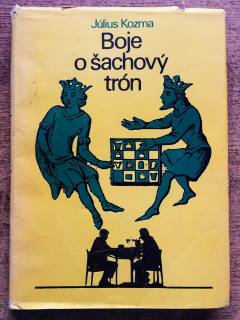 Július Kozma
Boje
o šachový
trón